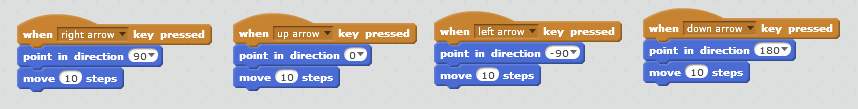 when right arrow key pressed
point in direction 90
move 10 steps
when up arrow key pressed
point in direction 0
move 10 steps
when left arrow key pressed
point in direction -90
move 10 steps
when down arrow key pressed
point in direction 180
move 10 steps